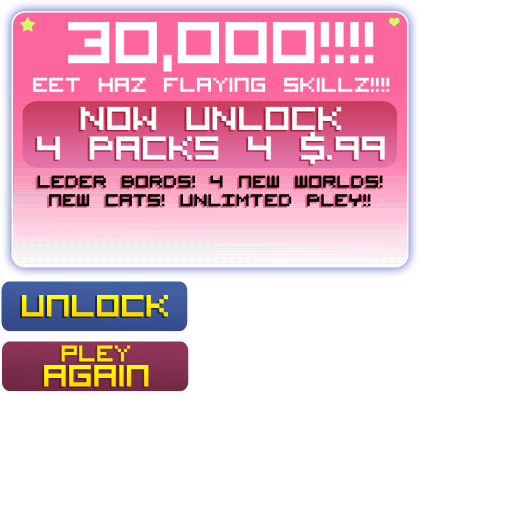 30,000!!!!
EET HAZ FLAYING SKILLZ!!!!
NOW UNLOCK
4 PACKS 4 $.99
LEDER BORDS! 4 NEW WORLDS!
NEW CATS! UNLIMTED PLEY!!
UNLOCK
PLEY
AGAIN